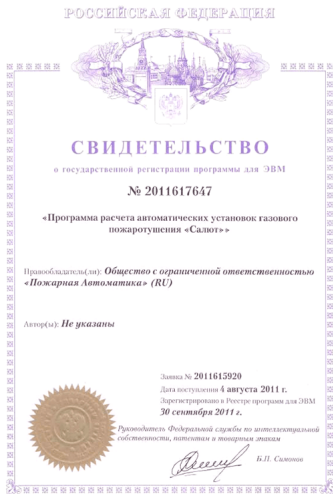 РОССИЙСКАЯ ФЕДЕРАЦИЯ
СВИДЕТЕЛЬСТВО
о государственной регистрации программы для ЭВМ
№ 2011617647
«Программа расчета автоматических установок газового
пожаротушения «Салют»»
Правообладатель(ли): Общество с ограниченной ответственностью
«Пожарная Автоматика» (RU)
Автор(ы): Не указаны
Заявка № 2011615920
Дата поступления 4 августа 2011 г.
Зарегистрировано в Реестре программ для ЭВМ
30 сентября 2011 г.
Руководитель Федеральной службы по интеллектуальной
собственности, патентам и товарным знакам
Б.П. Симонов